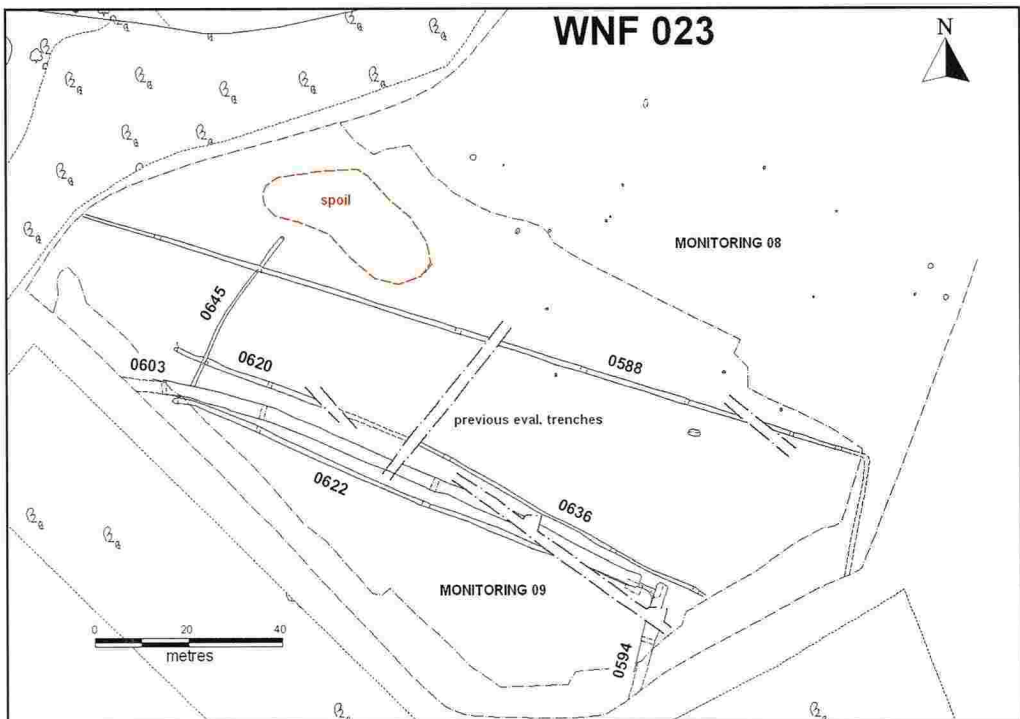 WNF 023
N
spoil
MONITORING 08
0645
0603
0620
0588
previous eval. trenches
0622
0636
MONITORING 09
0 20 40
metres
0594